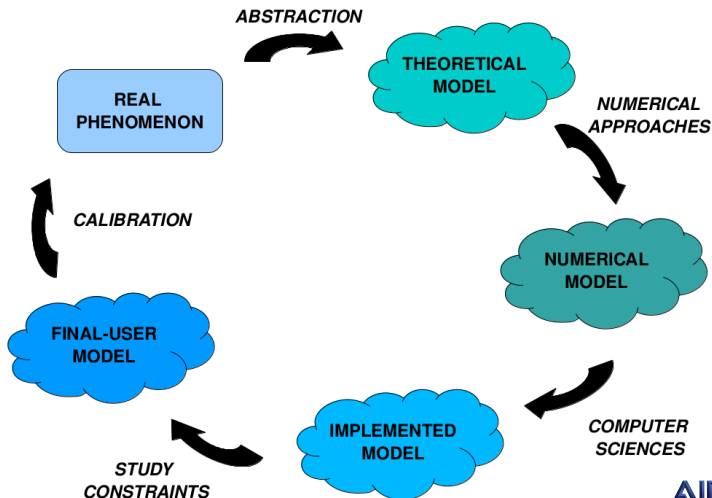 ABSTRACTION
THEORETICAL
MODEL
REAL
PHENOMENON
NUMERICAL
APPROACHES
CALIBRATION
NUMERICAL
MODEL
FINAL-USER
MODEL
IMPLEMENTED
MODEL
COMPUTER
SCIENCES
STUDY
CONSTRAINTS